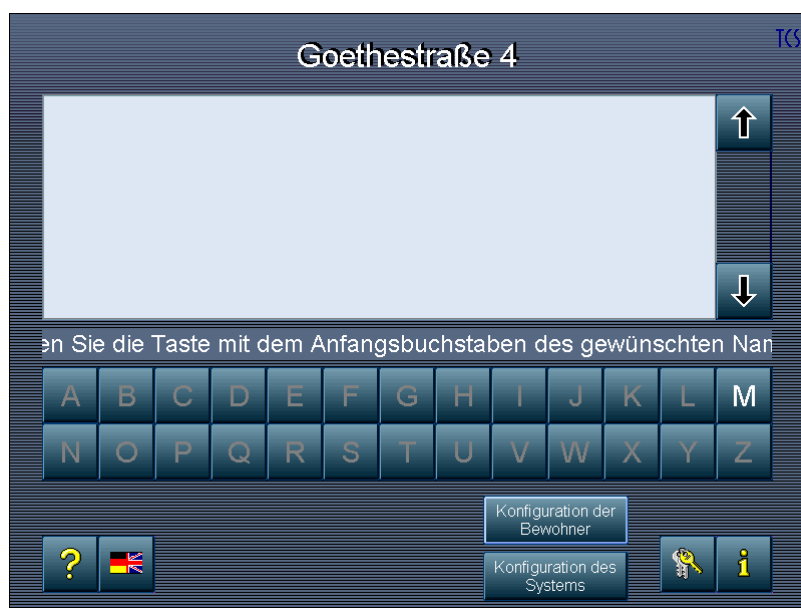 TCS
Goethestraße 4
en Sie die Taste mit dem Anfangsbuchstaben des gewünschten Nan
A B C D E F G H I J K L M
N O P Q R S T U V W X Y Z
Konfiguration der
Bewohner
Konfiguration des
Systems
? i